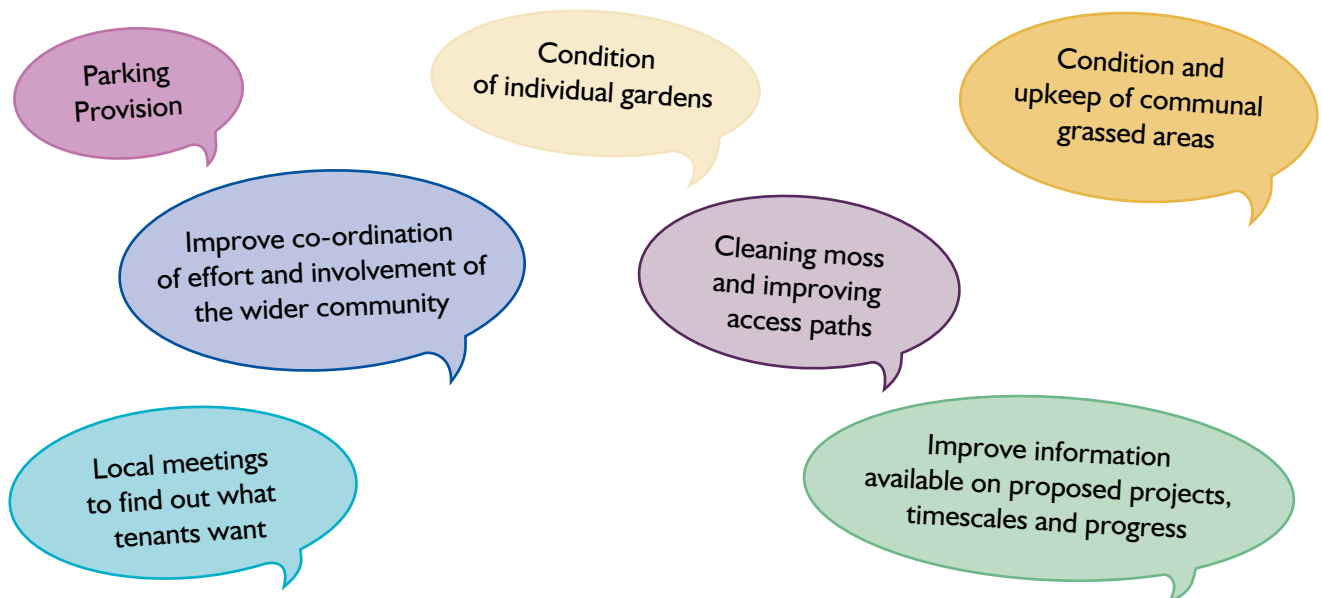 Parking
Provision
Condition
of individual gardens
Condition and
upkeep of communal
grassed areas
Improve co-ordination
of effort and involvement of
the wider community
Cleaning moss
and improving
access paths
Local meetings
to find out what
tenants want
Improve information
available on proposed projects,
timescales and progress